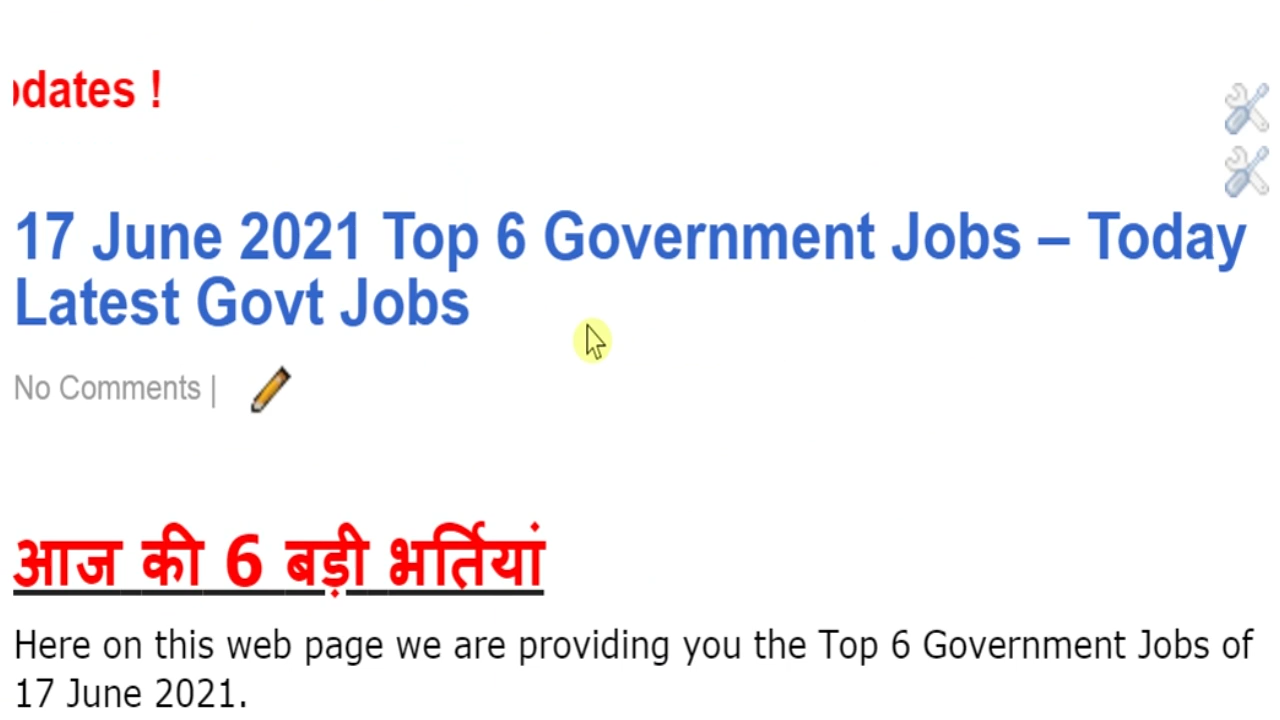 dates !
17 June 2021 Top 6 Government Jobs – Today
Latest Govt Jobs
No Comments |
आज की 6 बड़ी भर्तियां
Here on this web page we are providing you the Top 6 Government Jobs of
17 June 2021.